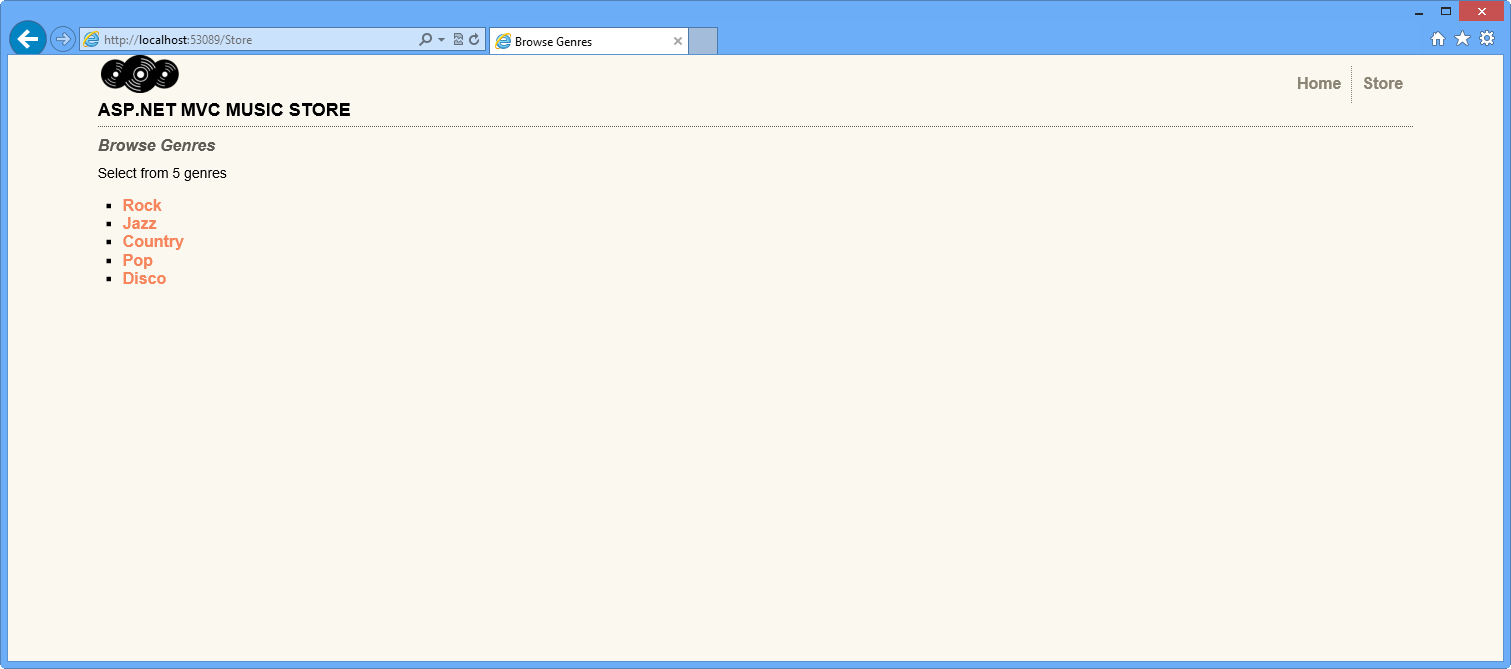 http://localhost:53089/Store
Browse Genres
Home
Store
ASP.NET MVC MUSIC STORE
Browse Genres
Select from 5 genres
Rock
Jazz
Country
Pop
Disco